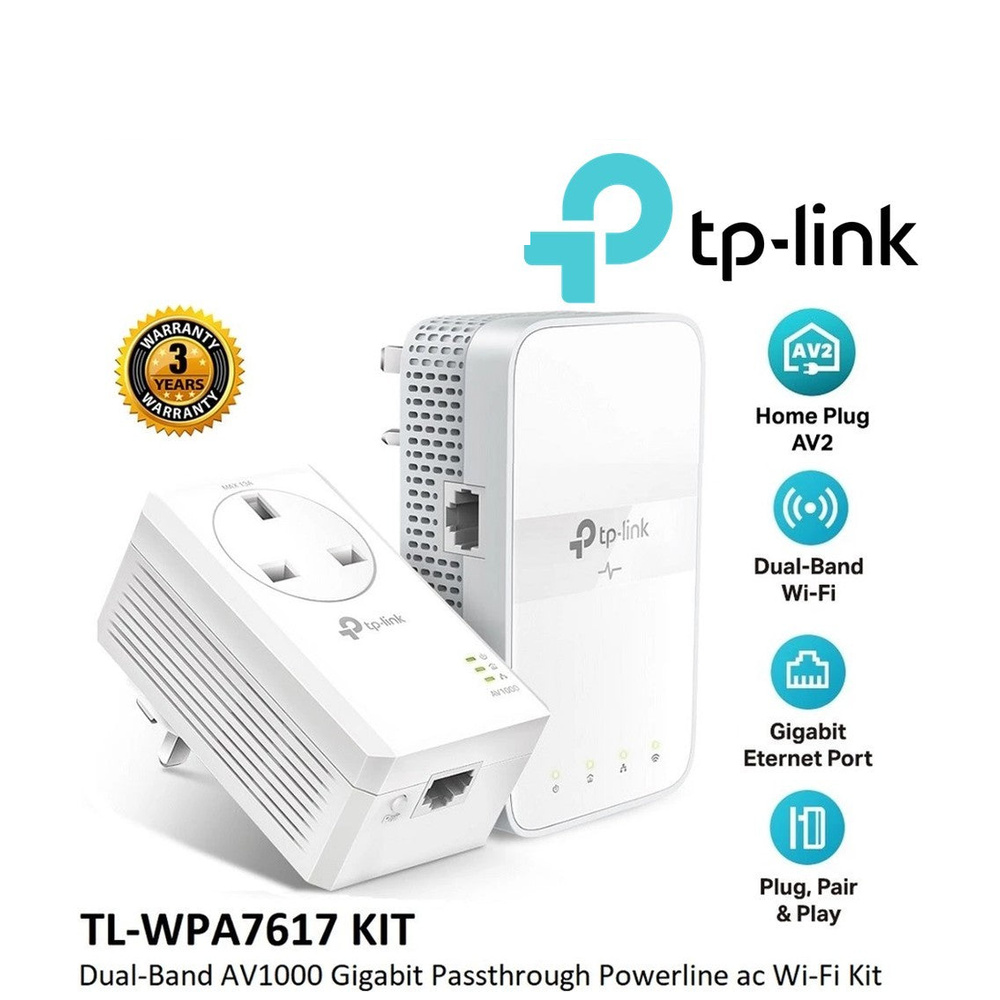 tp-link
WARRANTY
3
YEARS
WARRANTY
AV2
Home Plug
AV2
MAX 13A
tp-link
tp-link
Dual-Band
Wi-Fi
AV1000
Gigabit
Eternet Port
Pair
Plug, Pair
& Play
TL-WPA7617 KIT
Dual-Band AV1000 Gigabit Passthrough Powerline ac Wi-Fi Kit